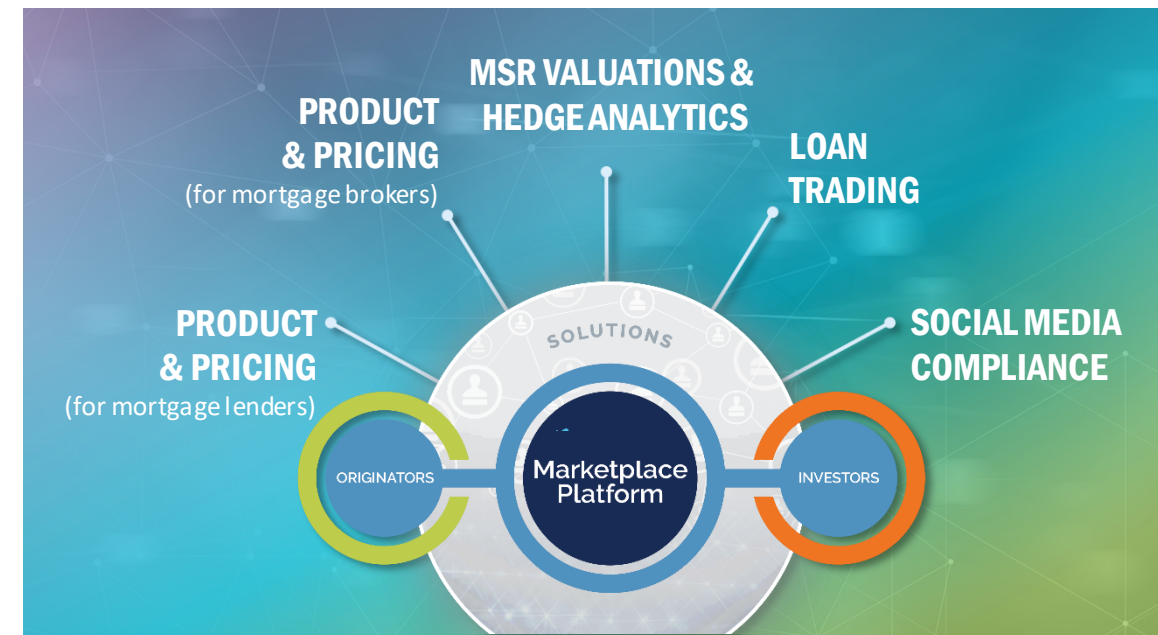 MSR VALUATIONS &
HEDGE ANALYTICS
PRODUCT
& PRICING
(for mortgage brokers)
LOAN
TRADING
PRODUCT
& PRICING
(for mortgage lenders)
SOCIAL MEDIA
COMPLIANCE
SOLUTIONS
ORIGINATORS
Marketplace
Platform
INVESTORS